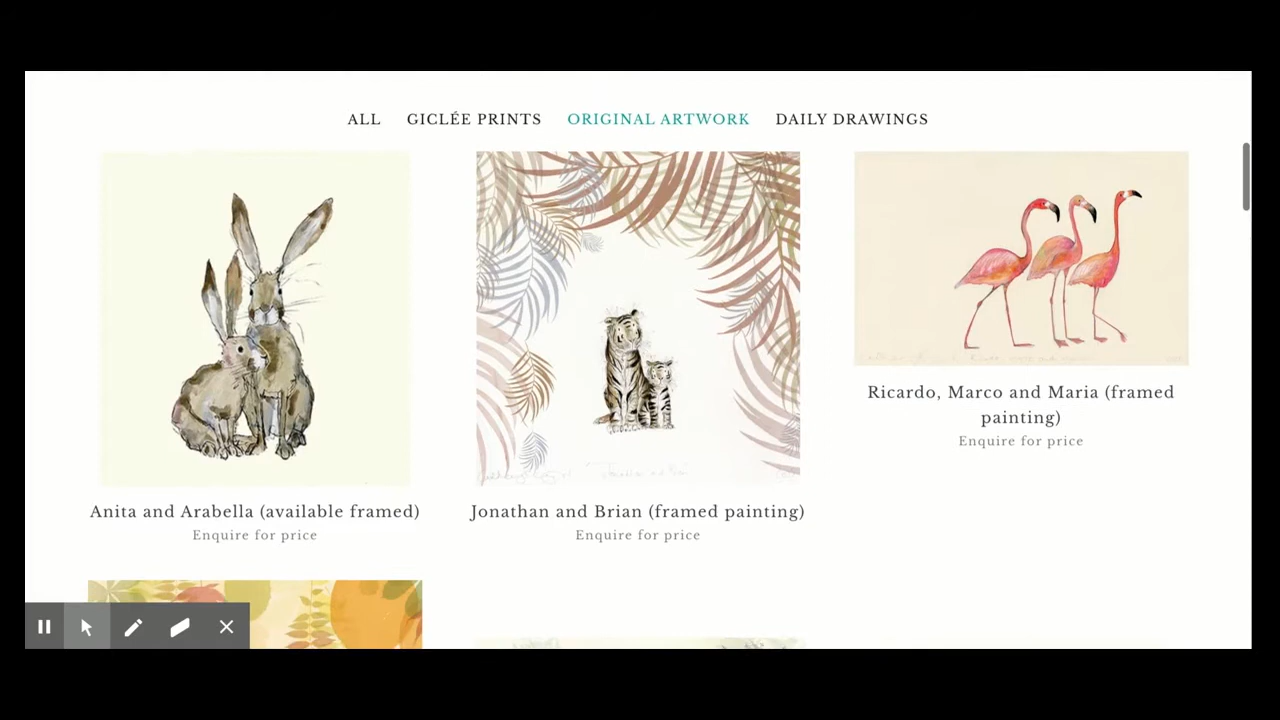 ALL GICLÉE PRINTS ORIGINAL ARTWORK DAILY DRAWINGS
Anita and Arabella (available framed)
Enquire for price
Jonathan and Brian (framed painting)
Enquire for price
Ricardo, Marco and Maria (framed
painting)
Enquire for price